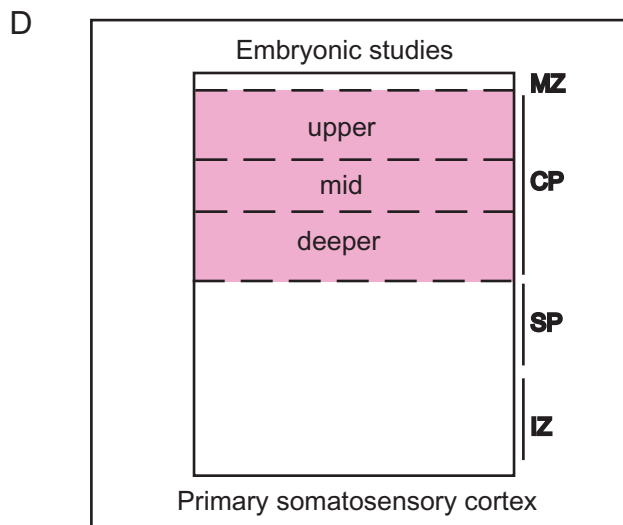 D
Embryonic studies
MZ
upper
CP
mid
deeper
SP
IZ
Primary somatosensory cortex